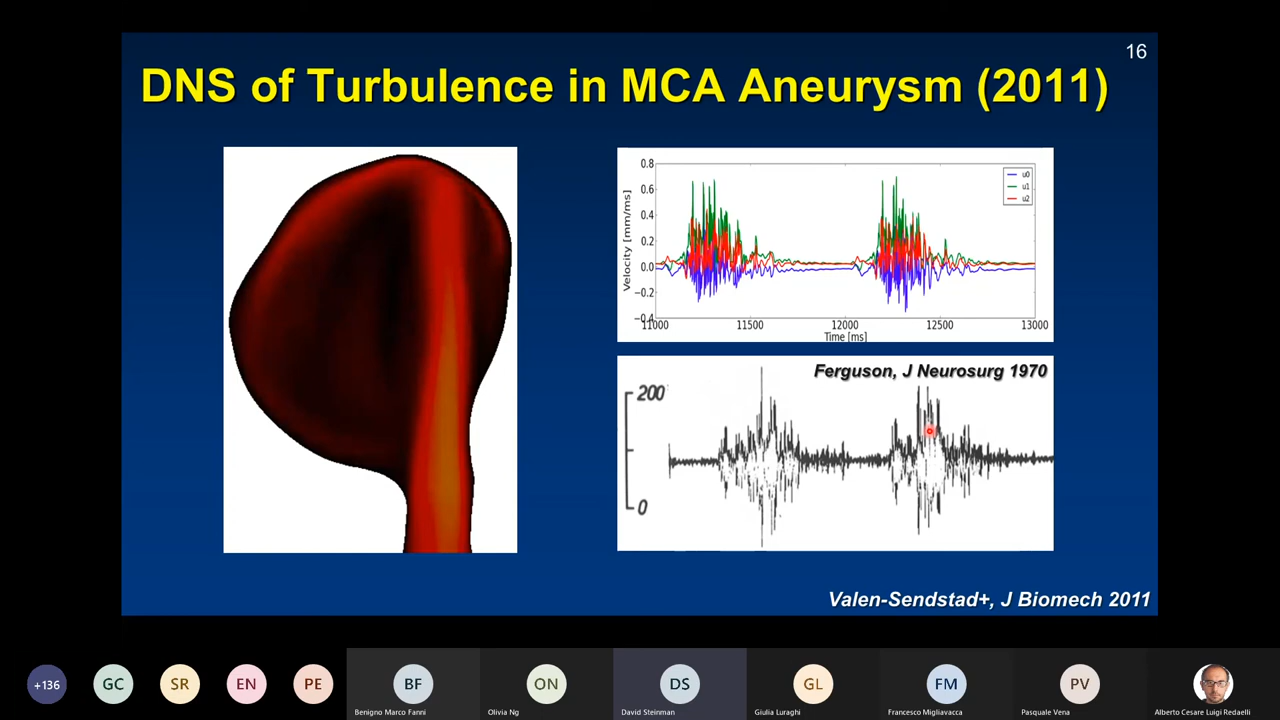 16
DNS of Turbulence in MCA Aneurysm (2011)
0.8
0.6
0.4
0.2
0.0
−0.2
−0.4
Velocity [mm/ms]
u0
u1
u2
11000 11500 12000 12500 13000
Time [ms]
Ferguson, J Neurosurg 1970
200
0
Valen-Sendstad+, J Biomech 2011
+136 GC SR EN PE BF ON DS GL FM PV
Benigno Marco Fanni Olivia Ng David Steinman Giulia Luraghi Francesco Migliavacca Pasquale Vena Alberto Cesare Luigi Redaelli